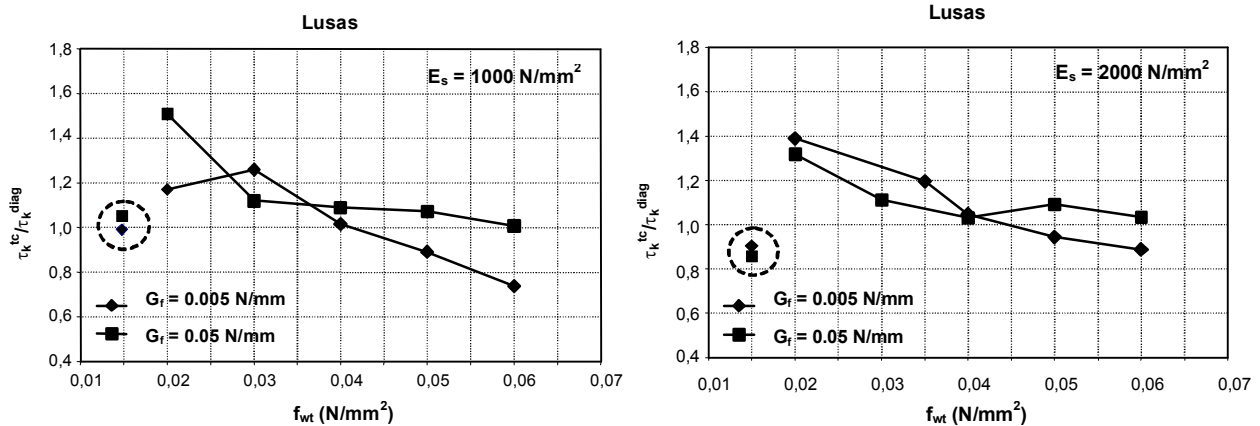 Lusas
1,8
1,6
1,4
1,2
1,0
0,8
0,6
0,4
E_s = 1000 N/mm²
τ_k^tc/τ_k^diag
G_f = 0.005 N/mm
G_f = 0.05 N/mm
0,01 0,02 0,03 0,04 0,05 0,06 0,07
f_wt (N/mm²)
Lusas
1,8
1,6
1,4
1,2
1,0
0,8
0,6
0,4
E_s = 2000 N/mm²
τ_k^tc/τ_k^diag
G_f = 0.005 N/mm
G_f = 0.05 N/mm
0,01 0,02 0,03 0,04 0,05 0,06 0,07
f_wt (N/mm²)